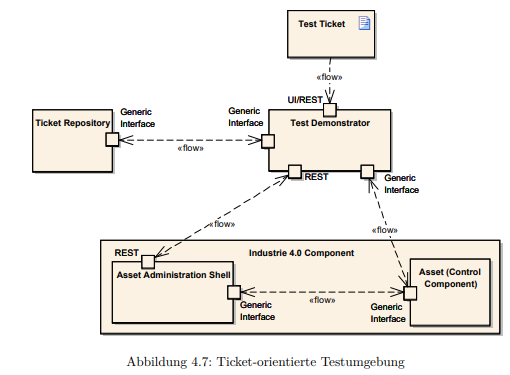 Test Ticket
«flow»
UI/REST
Generic
Interface
Generic
Interface
Ticket Repository
Test Demonstrator
«flow»
REST
Generic
Interface
«flow»
«flow»
REST
Industrie 4.0 Component
Asset Administration Shell
Asset (Control
Component)
«flow»
Generic
Interface
Generic
Interface
Abbildung 4.7: Ticket-orientierte Testumgebung